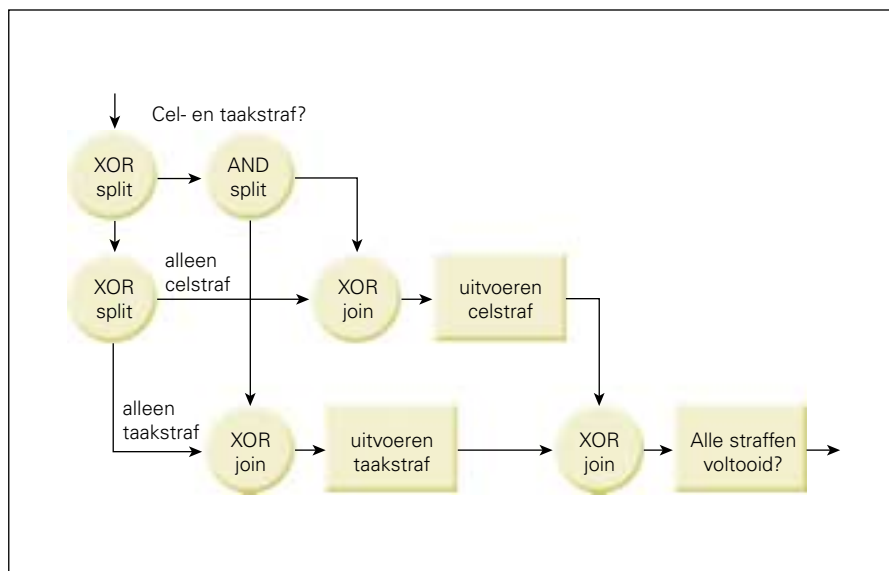 Cel- en taakstraf?
XOR
split
AND
split
XOR
split
alleen
celstraf
XOR
join
uitvoeren
celstraf
alleen
taakstraf
XOR
join
uitvoeren
taakstraf
XOR
join
Alle straffen
voltooid?